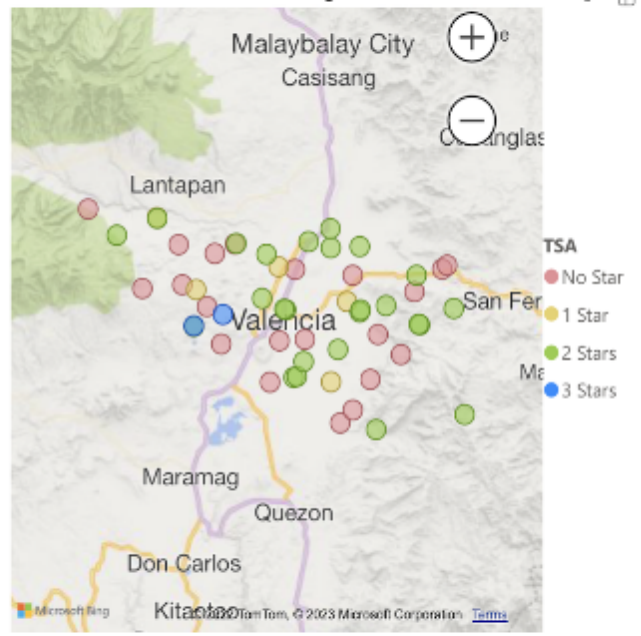 Malaybalay City
Casisang
Lantapan
TSA
No Star
1 Star
2 Stars
3 Stars
San Fer
Valencia
Ma
Maramag
Quezon
Don Carlos
Microsoft Bing
TomTom, © 2023 Microsoft Corporation Terms